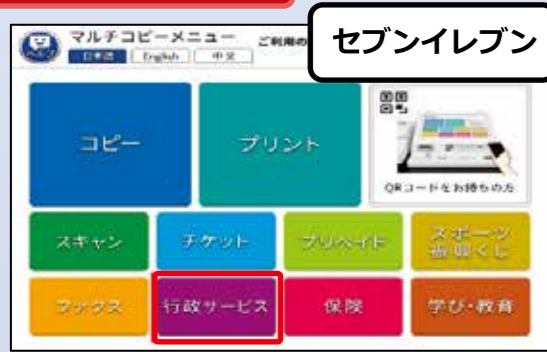 セブンイレブン
マルチコピーメニュー ご利用の
日本語 English 中文
コピー
プリント
QRコードをお持ちの方
スキャン
チケット
プリペイド
スポーツ
振興くじ
ファクス
行政サービス
保険
学び・教育